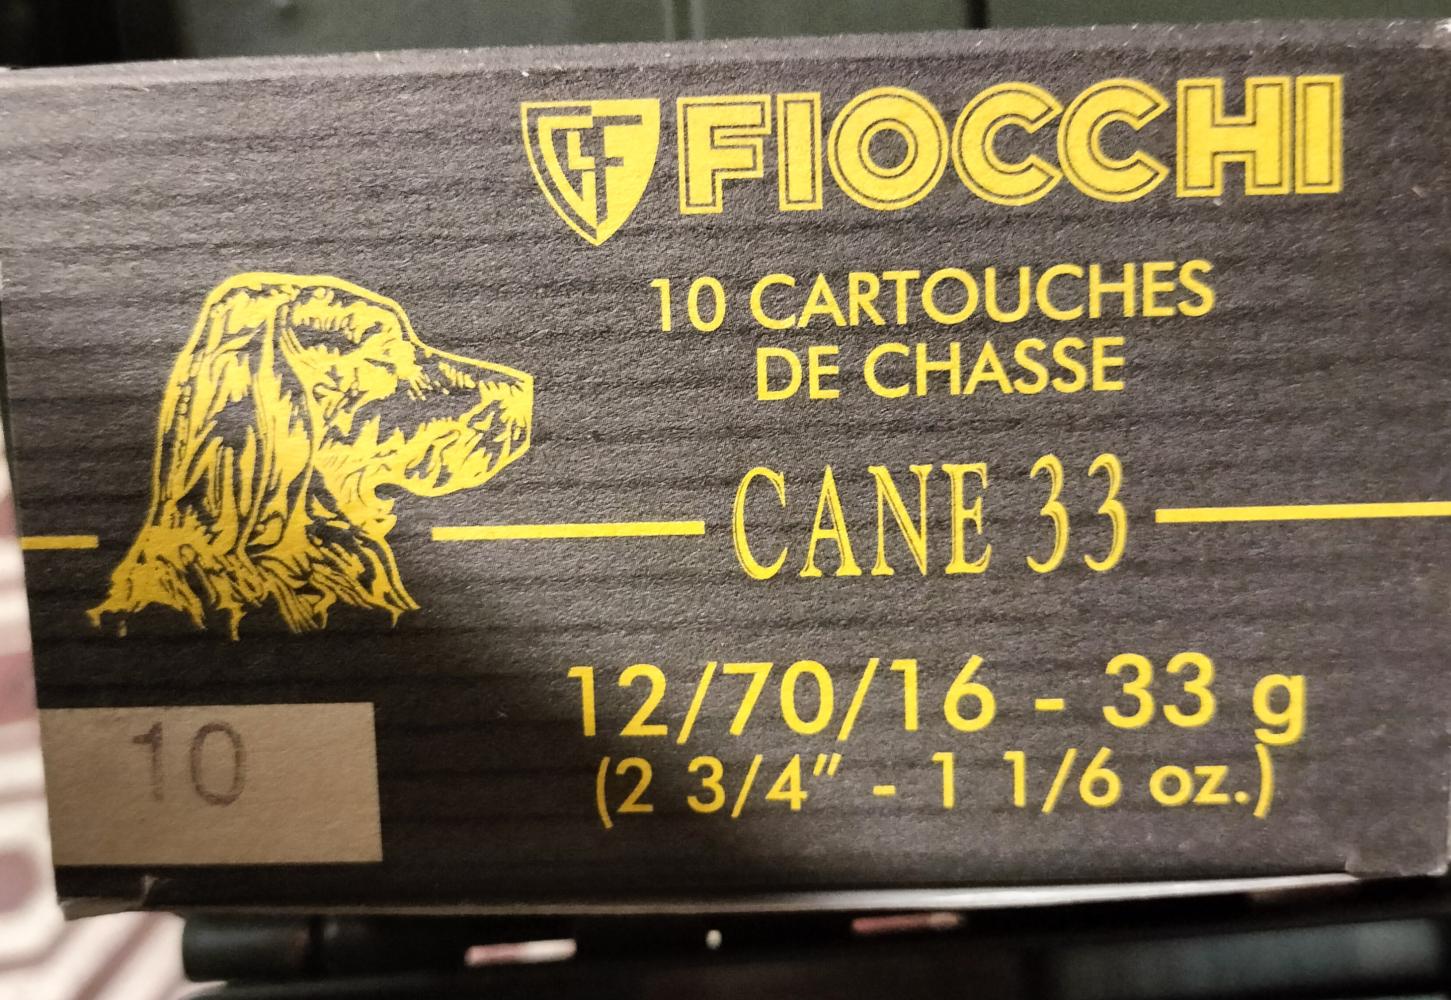 GF FIOCCHI
10 CARTOUCHES
DE CHASSE
CANE 33
12/70/16 - 33 g
(2 3/4" - 1 1/6 oz.)
10